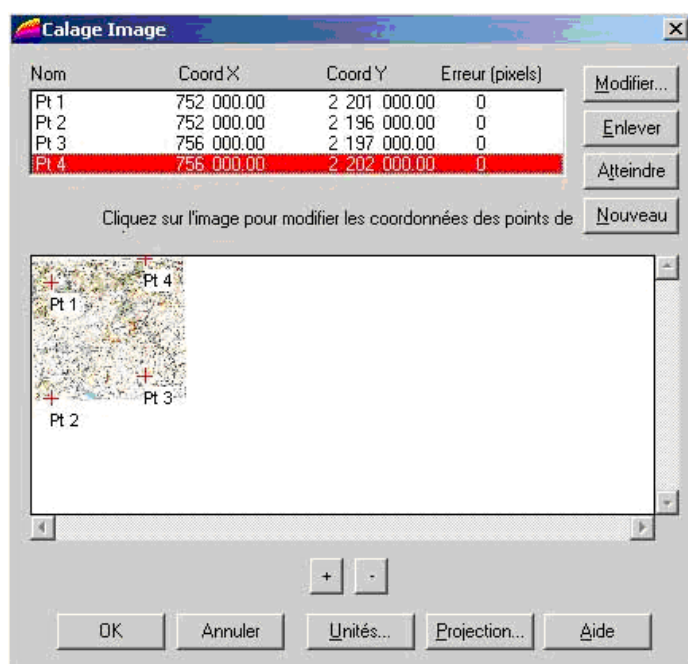 Calage Image
Nom Coord X Coord Y Erreur (pixels)
Pt 1 752 000.00 2 201 000.00 0
Pt 2 752 000.00 2 196 000.00 0
Pt 3 756 000.00 2 197 000.00 0
Pt 4 756 000.00 2 202 000.00 0
Modifier...
Enlever
Atteindre
Nouveau
Cliquez sur l'image pour modifier les coordonnées des points de
Pt 4
Pt 1
Pt 3
Pt 2
+ -
OK Annuler Unités... Projection... Aide